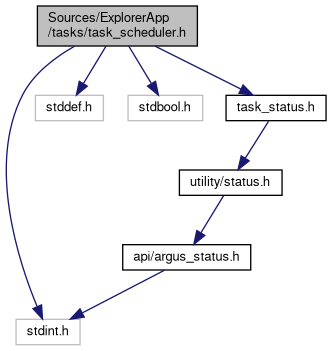 Sources/ExplorerApp
/tasks/task_scheduler.h
stddef.h
stdbool.h
task_status.h
utility/status.h
api/argus_status.h
stdint.h